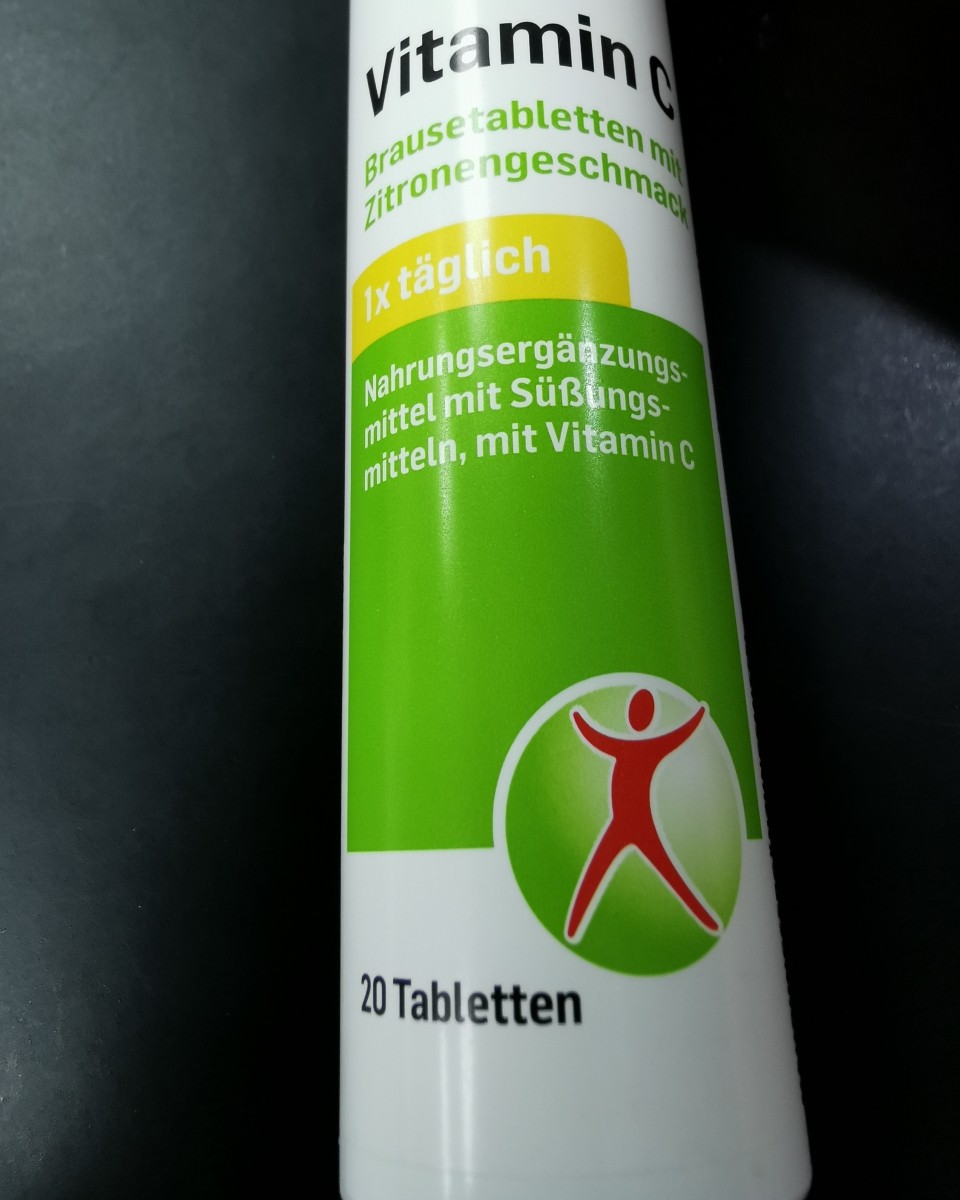 Vitamin C
Brausetabletten mit
Zitronengeschmack
1x täglich
Nahrungsergänzungs-
mittel mit Süßungs-
mitteln, mit Vitamin C
20 Tabletten